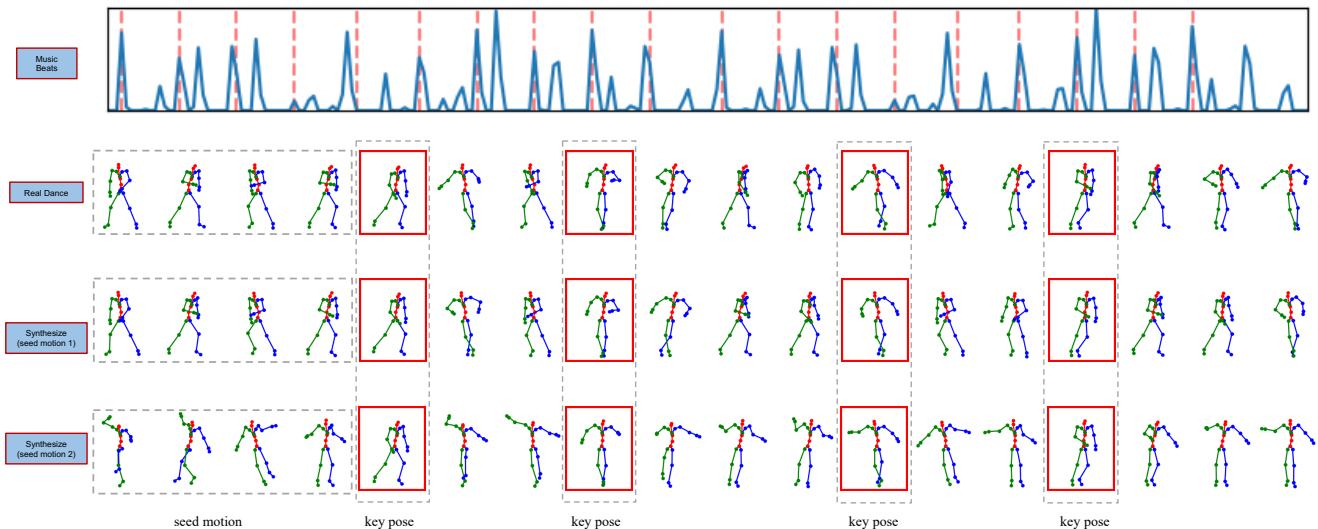 Music
Beats
Real Dance
Synthesize
(seed motion 1)
Synthesize
(seed motion 2)
seed motion
key pose
key pose
key pose
key pose